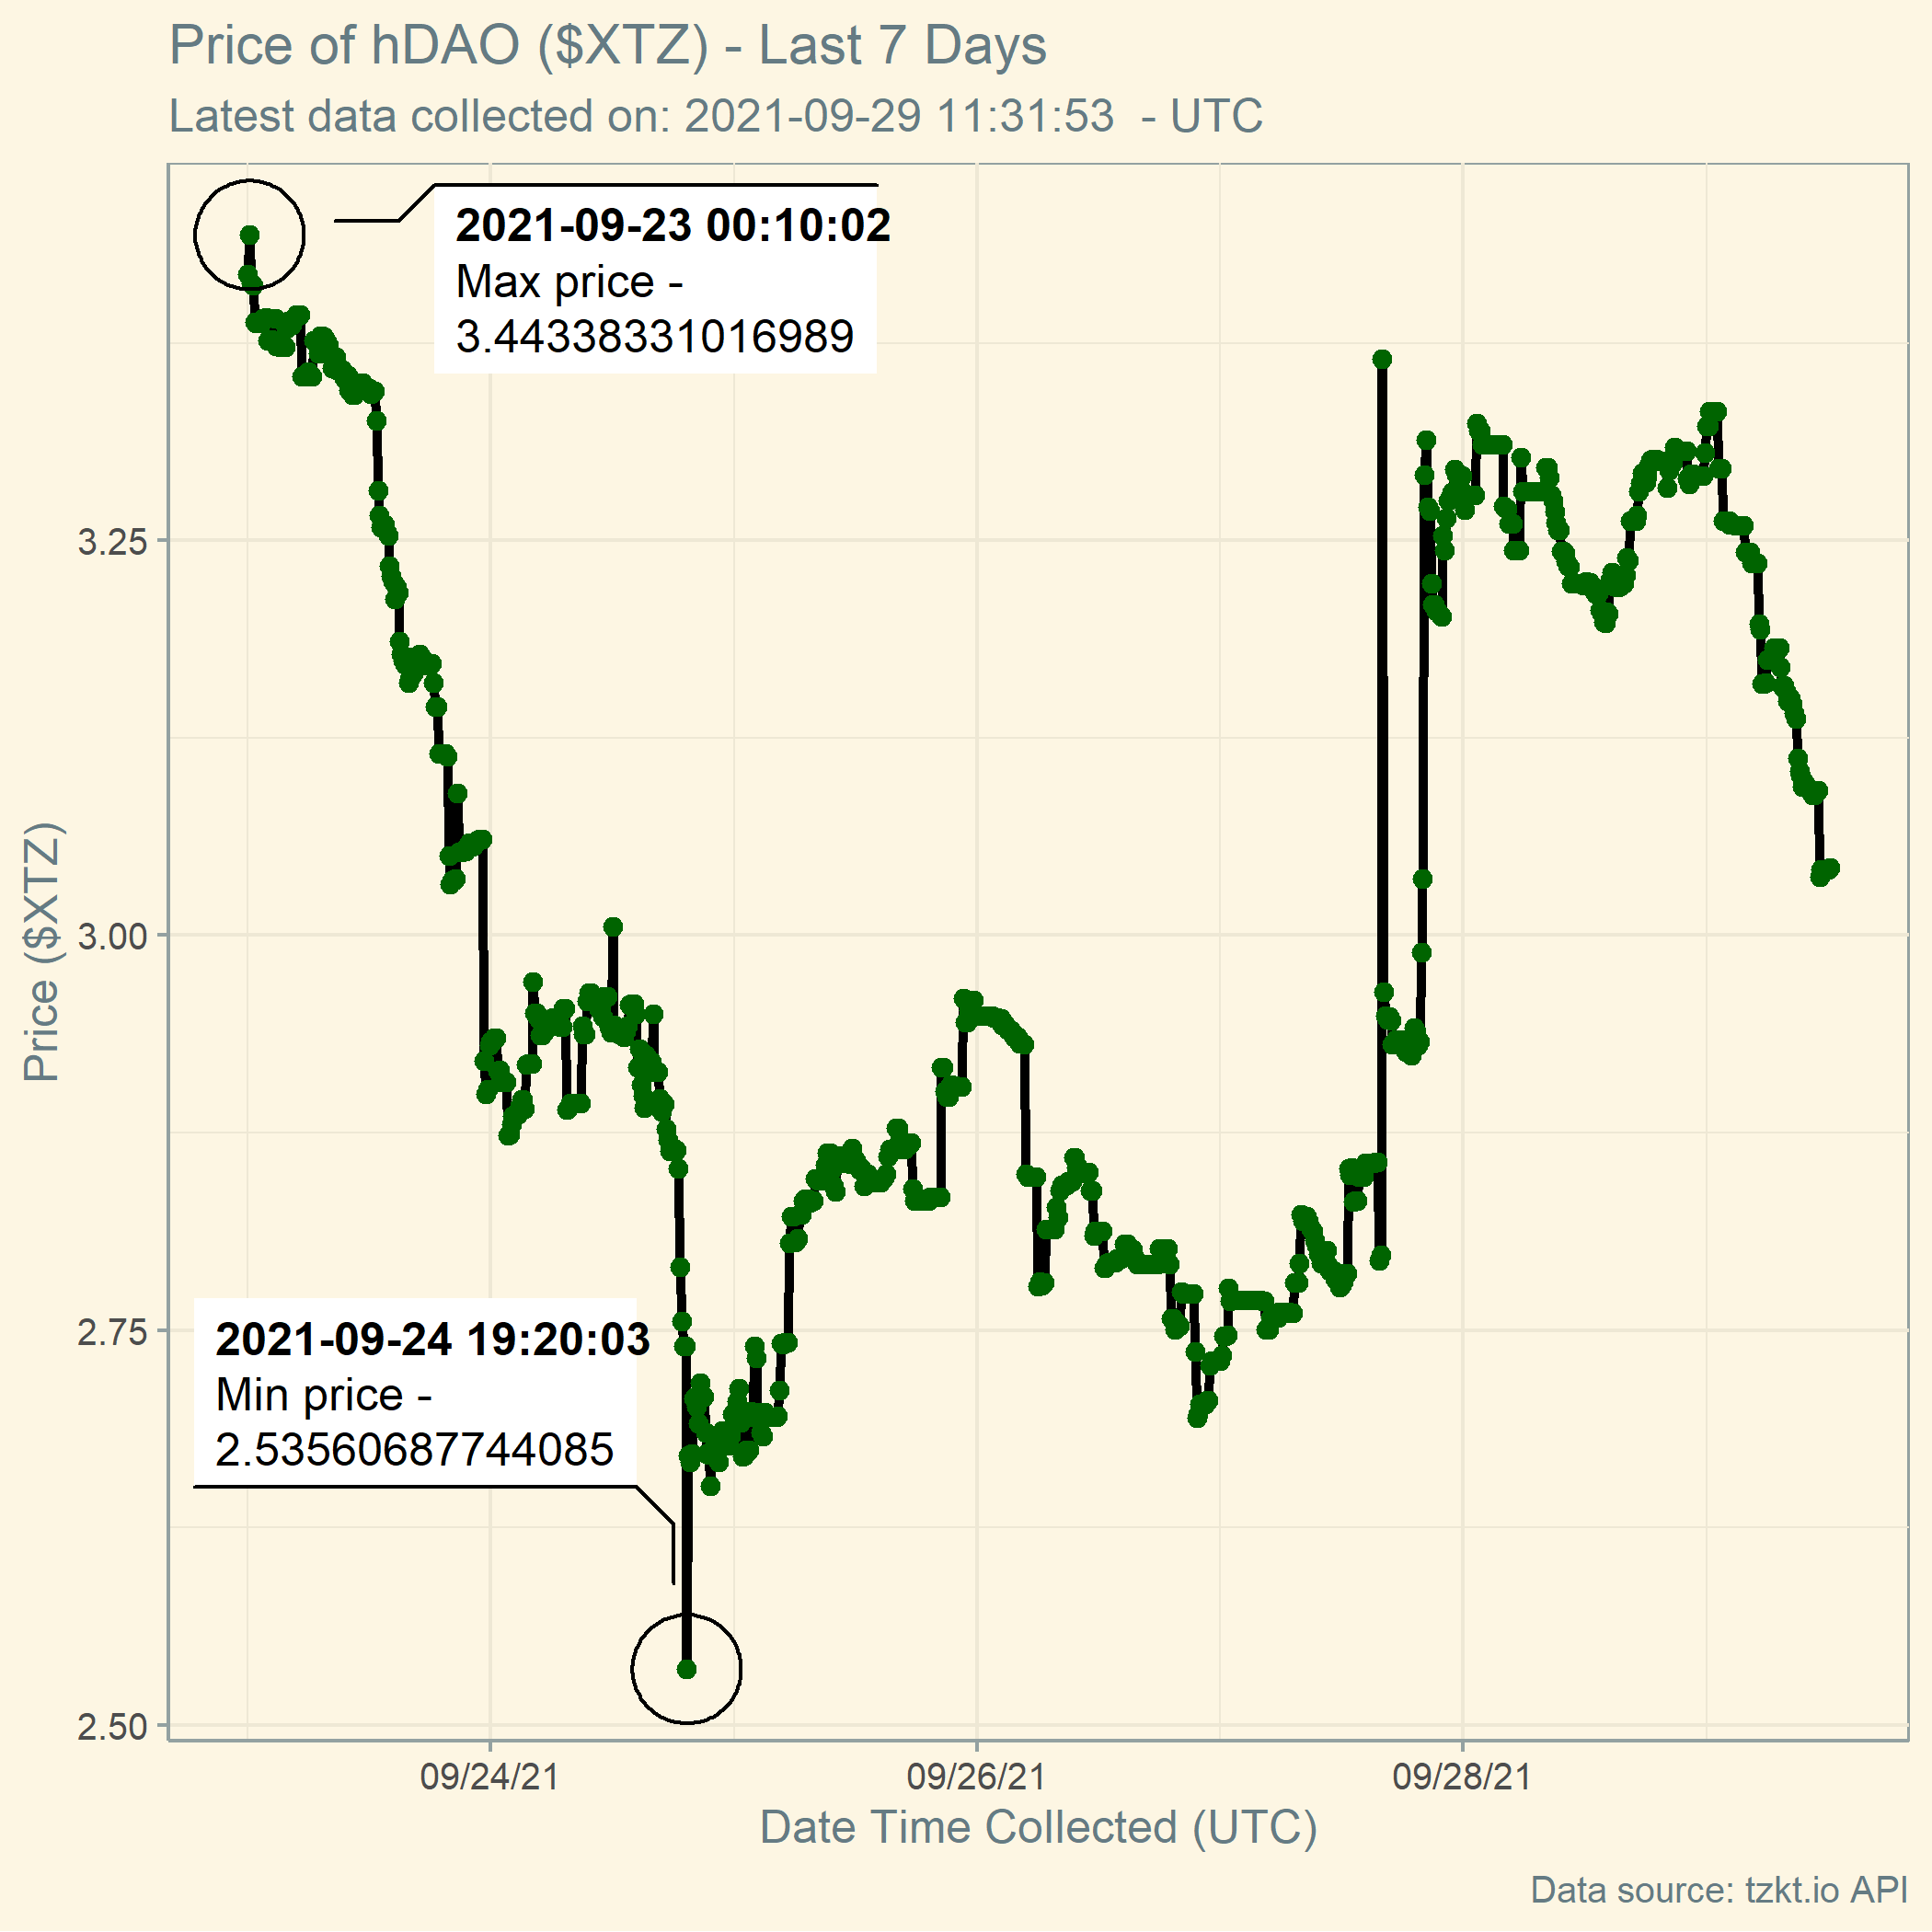 Price of hDAO ($XTZ) - Last 7 Days
Latest data collected on: 2021-09-29 11:31:53  - UTC
2021-09-23 00:10:02
Max price -
3.44338331016989
3.25
3.00
2.75
2.50
Price ($XTZ)
2021-09-24 19:20:03
Min price -
2.53560687744085
09/24/21
09/26/21
09/28/21
Date Time Collected (UTC)
Data source: tzkt.io API